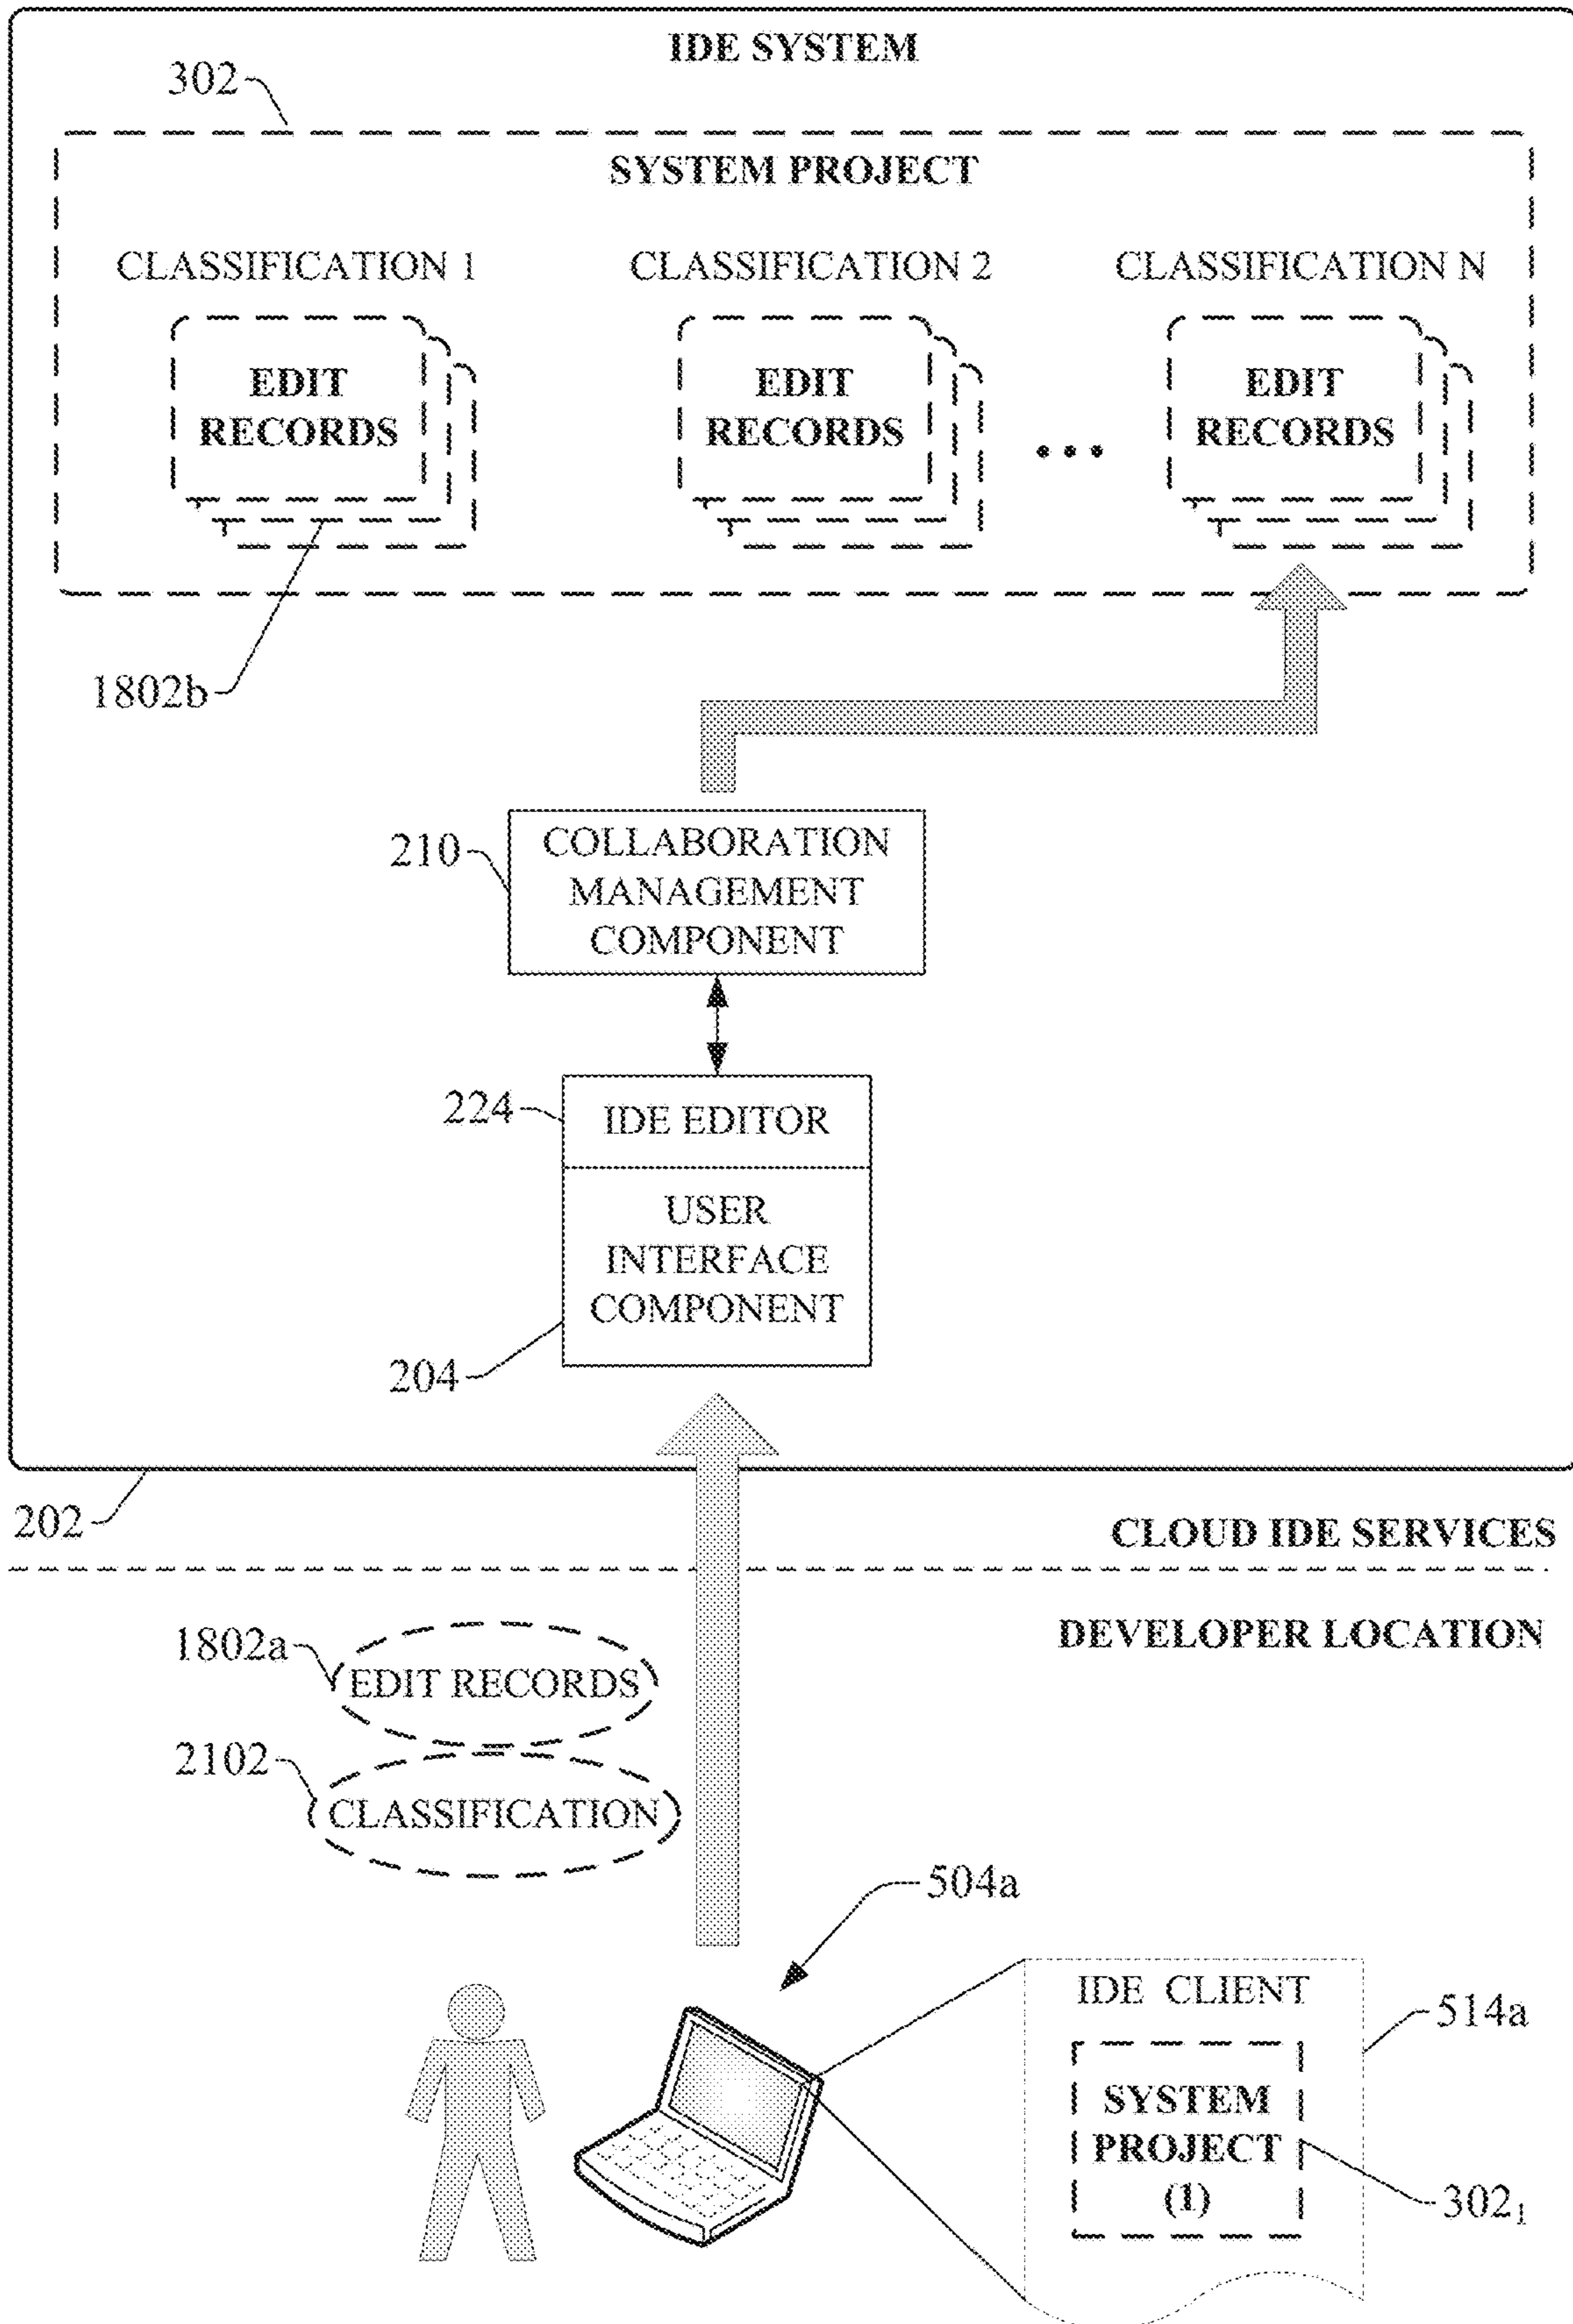 IDE SYSTEM
302
SYSTEM PROJECT
CLASSIFICATION 1
CLASSIFICATION 2
CLASSIFICATION N
EDIT
RECORDS
EDIT
RECORDS
...
EDIT
RECORDS
1802b
210
COLLABORATION
MANAGEMENT
COMPONENT
224
IDE EDITOR
USER
INTERFACE
COMPONENT
204
202
CLOUD IDE SERVICES
DEVELOPER LOCATION
1802a
EDIT RECORDS
2102
CLASSIFICATION
504a
IDE CLIENT
514a
SYSTEM
PROJECT
(1)
302₁